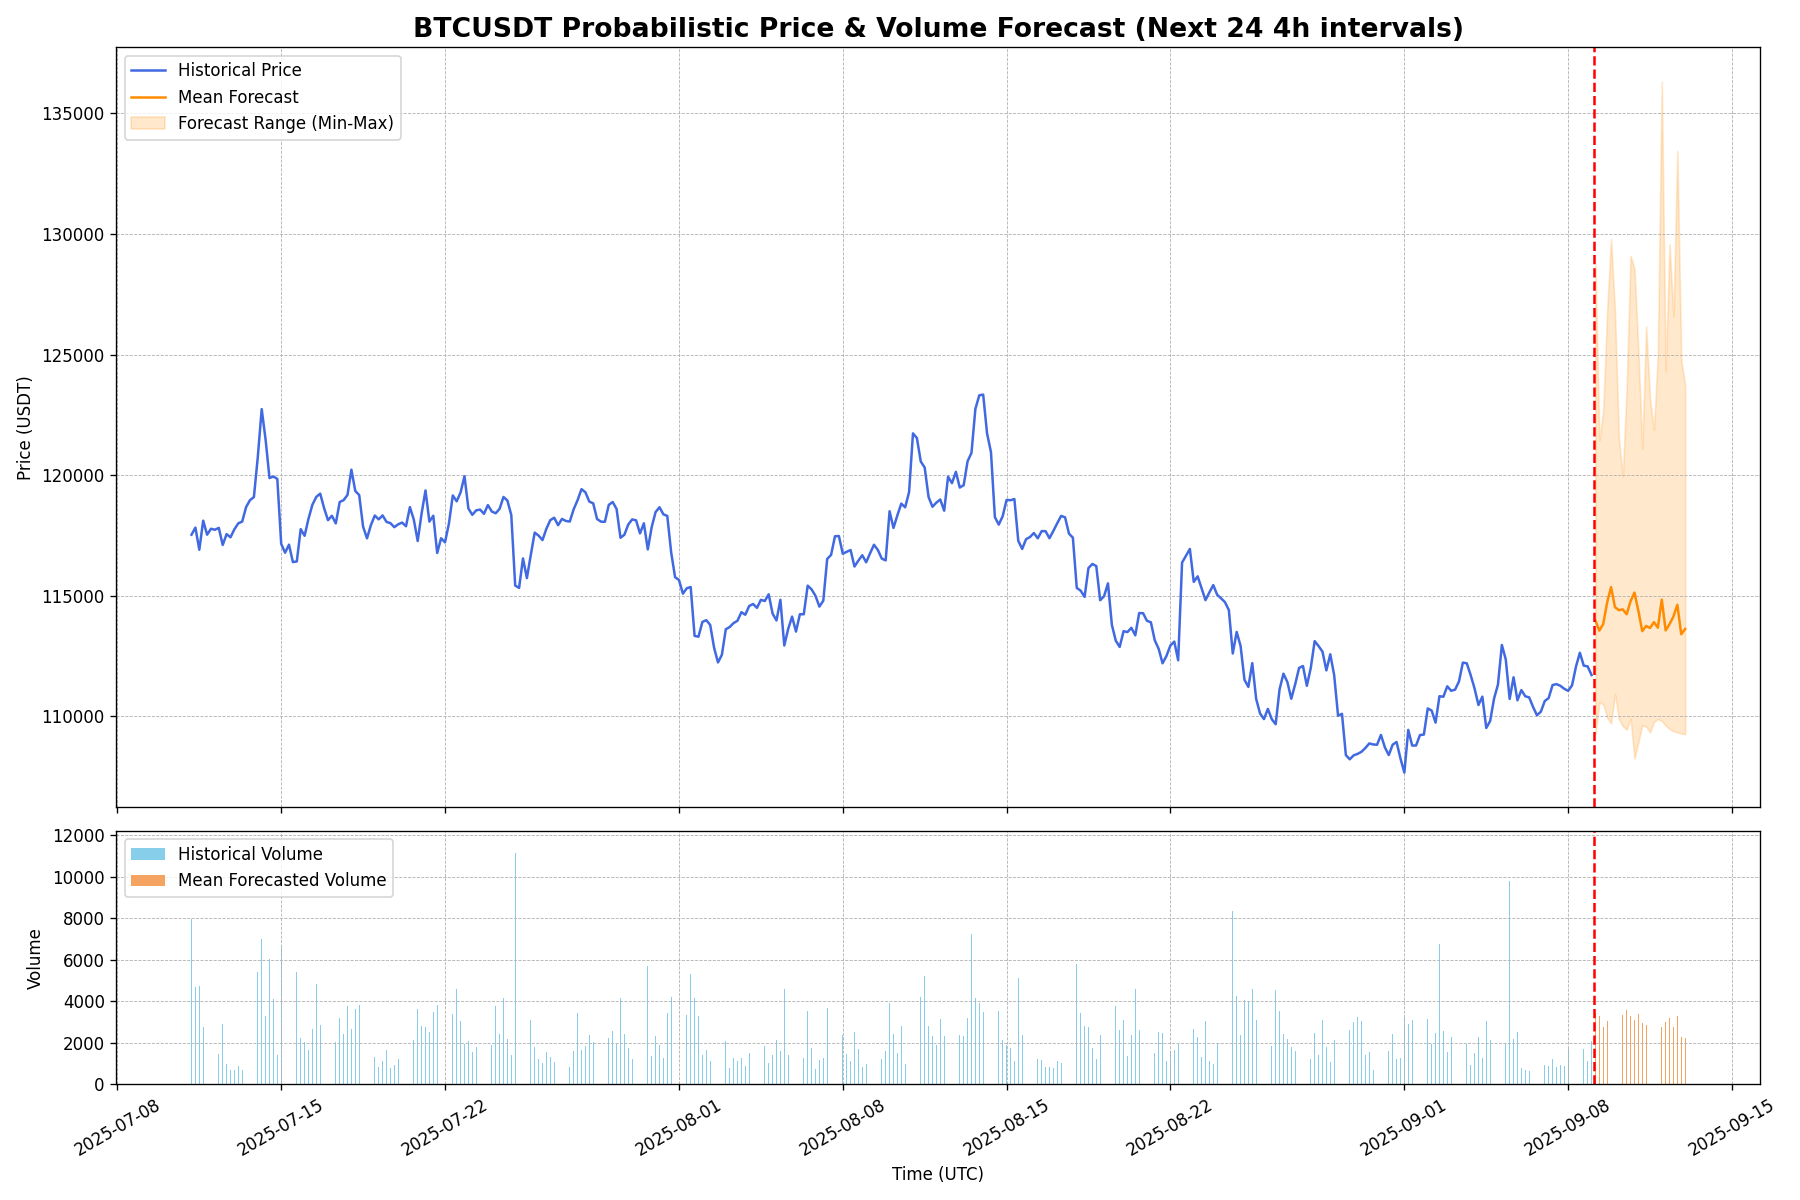 BTCUSDT Probabilistic Price & Volume Forecast (Next 24 4h intervals)
Historical Price
Mean Forecast
Forecast Range (Min-Max)
135000
130000
125000
120000
115000
110000
Price (USDT)
Historical Volume
Mean Forecasted Volume
12000
10000
8000
6000
4000
2000
0
Volume
2025-07-08
2025-07-15
2025-07-22
2025-08-01
2025-08-08
2025-08-15
2025-08-22
2025-09-01
2025-09-08
2025-09-15
Time (UTC)